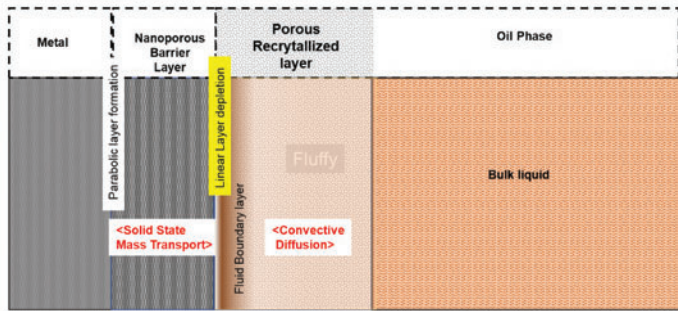 Metal
Nanoporous
Barrier
Layer
Porous
Recrytallized
layer
Oil Phase
Parabolic layer formation
Linear Layer depletion
Fluid Boundary layer
Fluffy
Bulk liquid
<Solid State
Mass Transport>
<Convective
Diffusion>